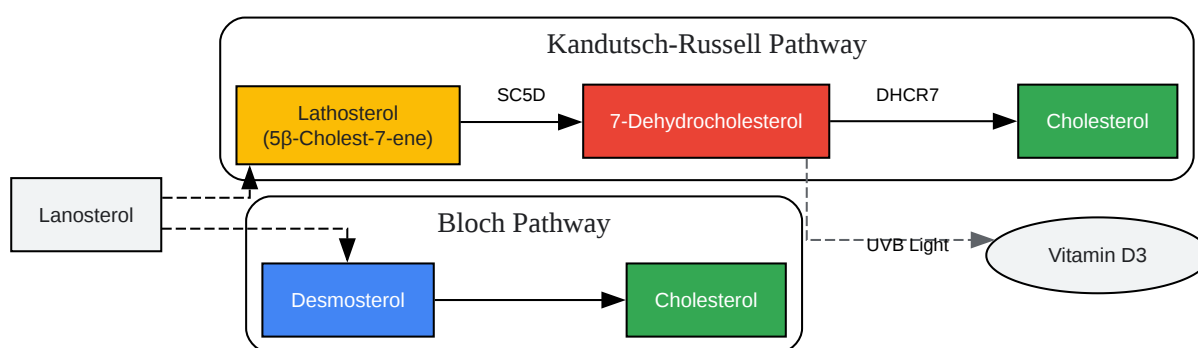 Kandutsch-Russell Pathway
Lathosterol
(5β-Cholest-7-ene)
SC5D
7-Dehydrocholesterol
DHCR7
Cholesterol
Lanosterol
Bloch Pathway
Desmosterol
Cholesterol
UVB Light
Vitamin D3